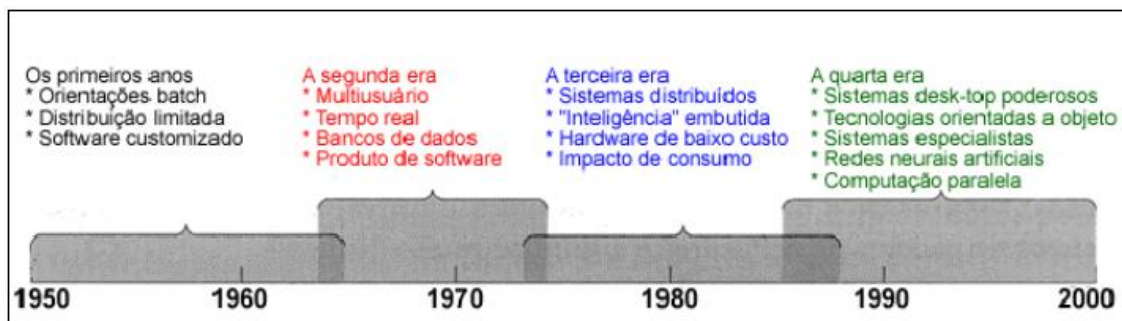 Os primeiros anos
* Orientações batch
* Distribuição limitada
* Software customizado
A segunda era
* Multiusuário
* Tempo real
* Bancos de dados
* Produto de software
A terceira era
* Sistemas distribuídos
* "Inteligência" embutida
* Hardware de baixo custo
* Impacto de consumo
A quarta era
* Sistemas desk-top poderosos
* Tecnologias orientadas a objeto
* Sistemas especialistas
* Redes neurais artificiais
* Computação paralela
1950 1960 1970 1980 1990 2000